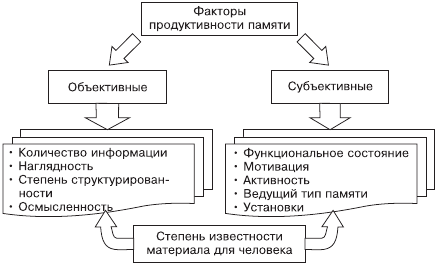 Факторы
продуктивности памяти
Объективные
Субъективные
• Количество информации
• Наглядность
• Степень структурирован-
ности
• Осмысленность
• Функциональное состояние
• Мотивация
• Активность
• Ведущий тип памяти
• Установки
Степень известности
материала для человека